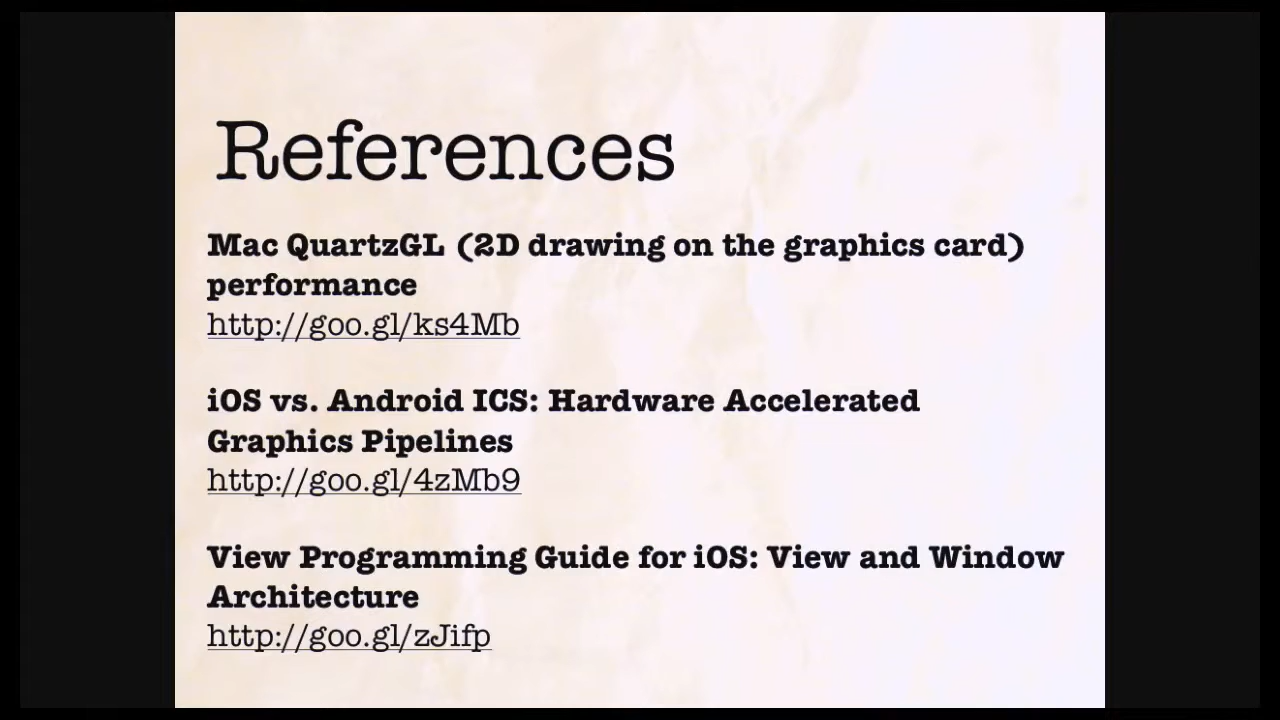 References
Mac QuartzGL (2D drawing on the graphics card)
performance
http://goo.gl/ks4Mb
iOS vs. Android ICS: Hardware Accelerated
Graphics Pipelines
http://goo.gl/4zMb9
View Programming Guide for iOS: View and Window
Architecture
http://goo.gl/zJifp